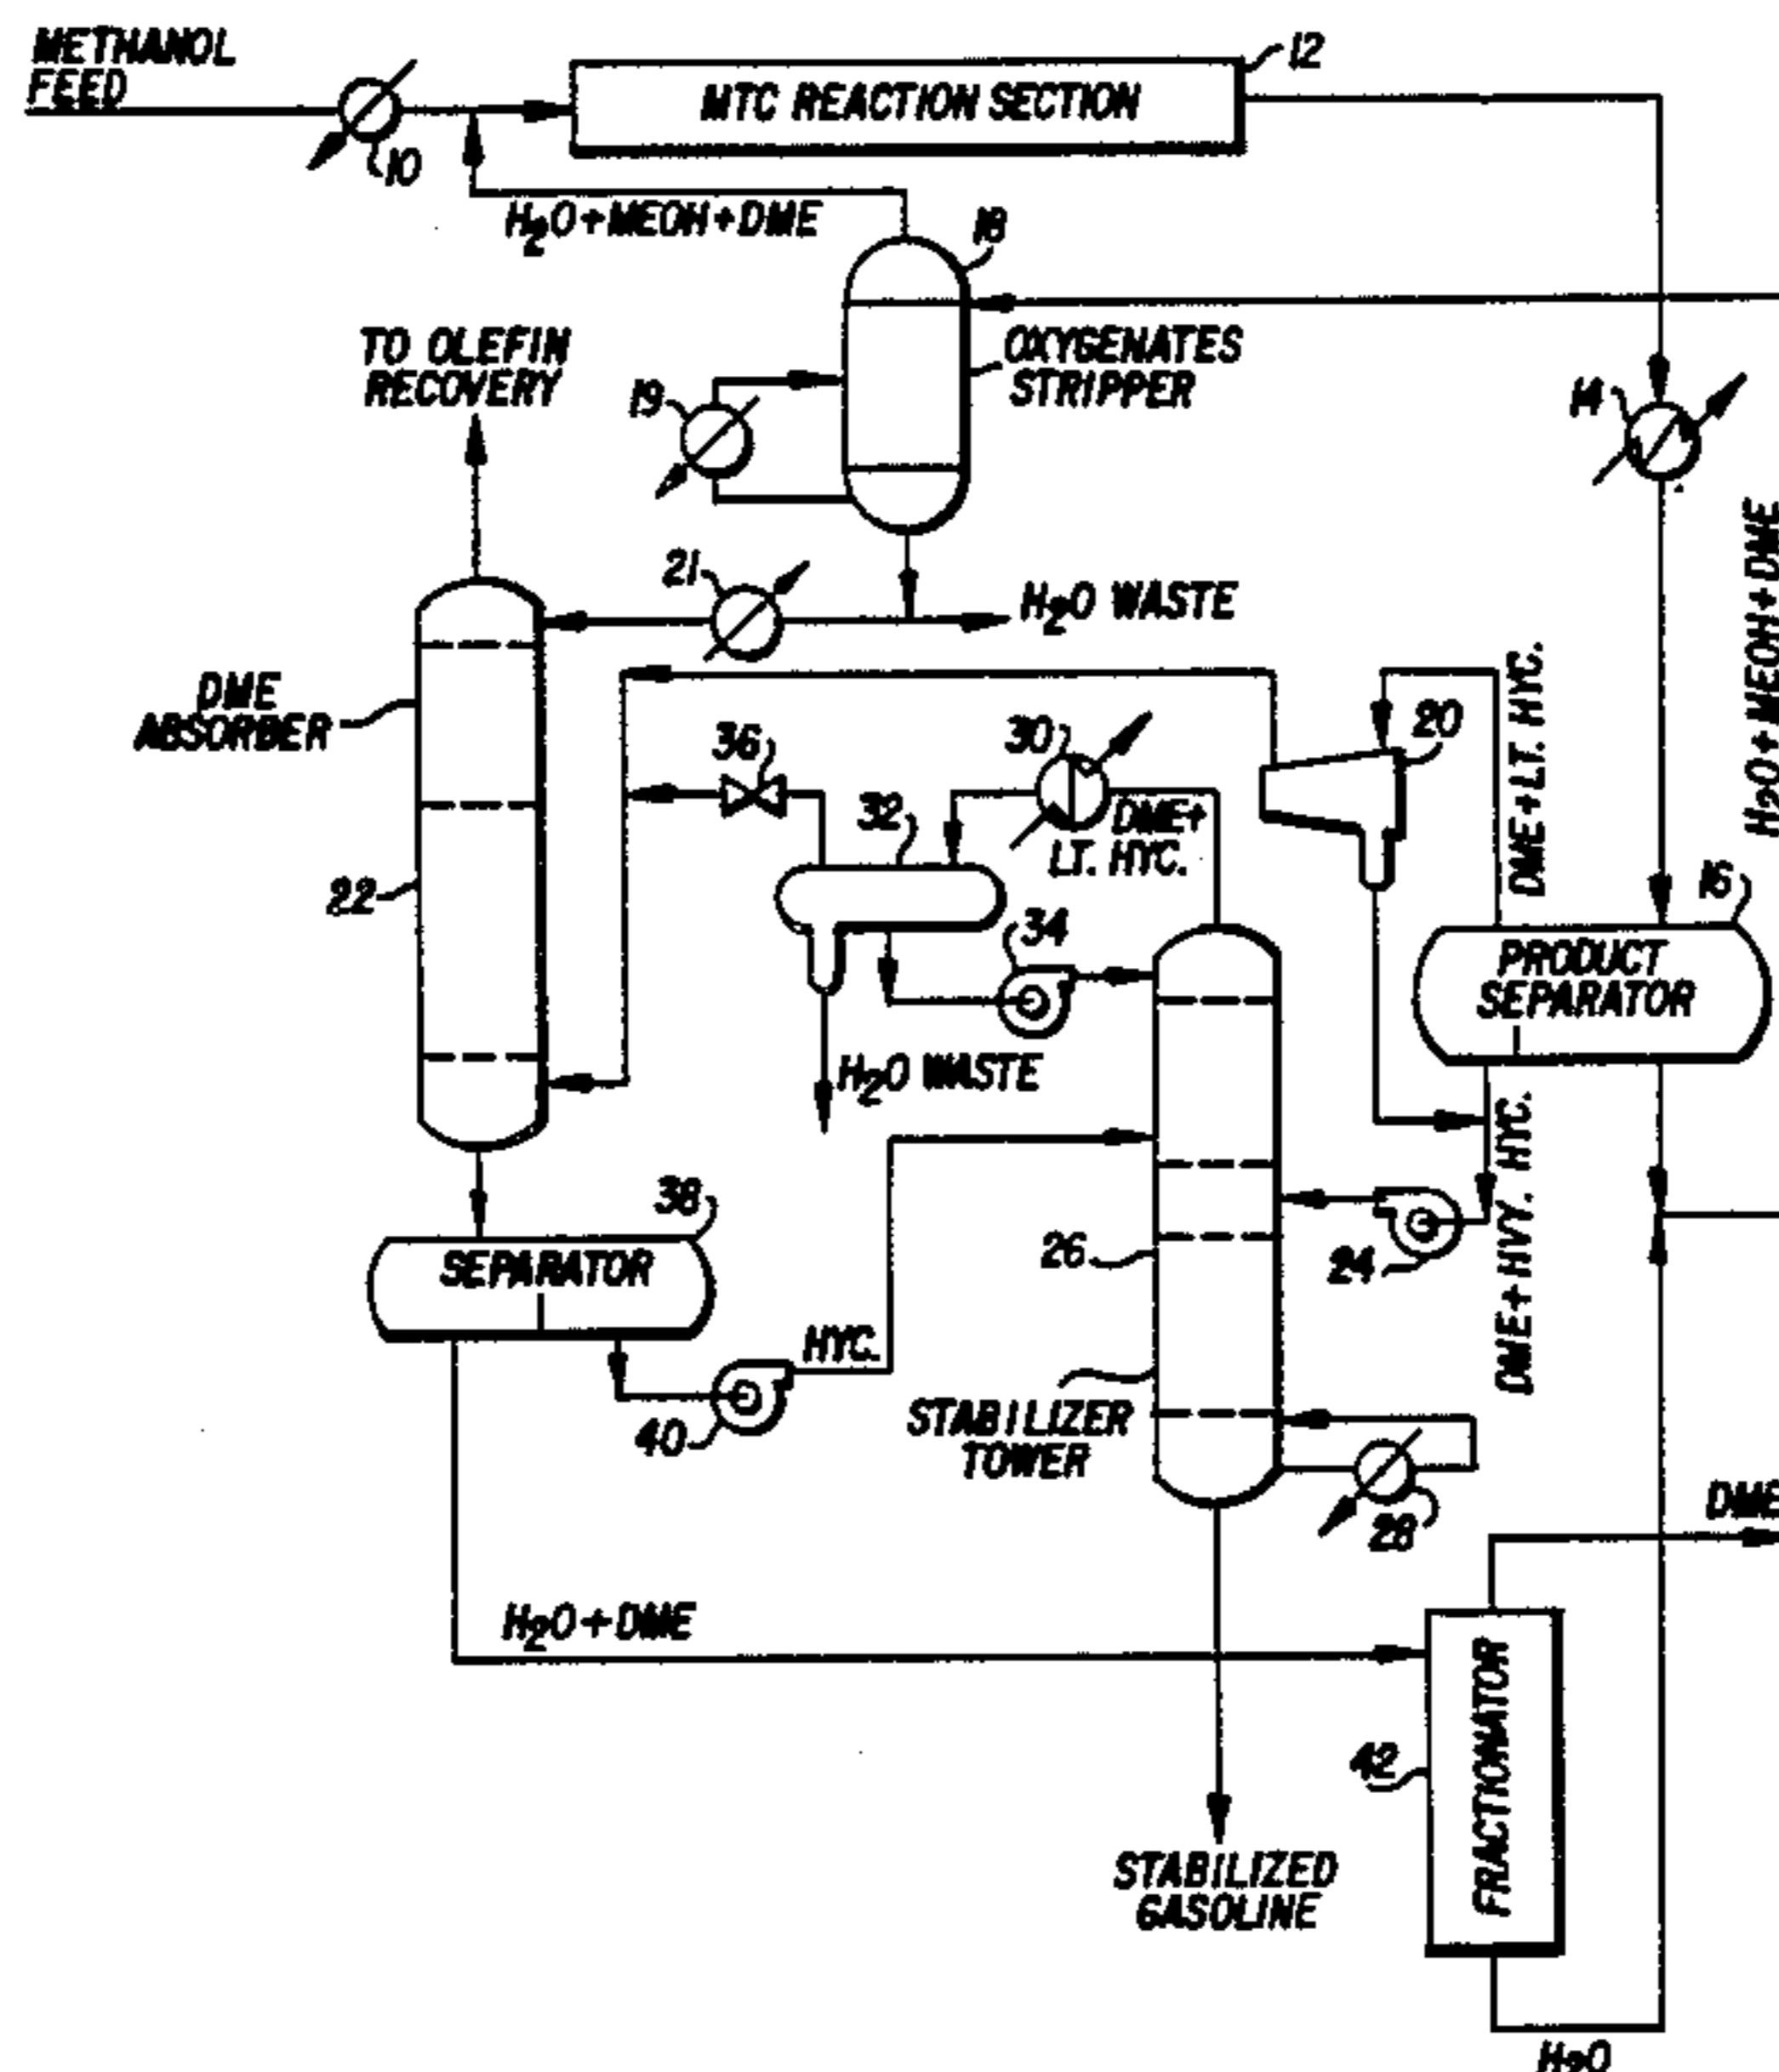 METHANOL
FEED
10
MTC REACTION SECTION
12
H2O+MEOH+DME
18
TO OLEFIN
RECOVERY
19
OXYGENATES
STRIPPER
14
H2O+MEOH+DME
21
H2O WASTE
DME
ABSORBER
22
36
30
DME+
LT. HYC.
20
DME+LT. HYC.
32
34
16
PRODUCT
SEPARATOR
H2O WASTE
38
SEPARATOR
26
24
DME+HVY. HYC.
HYC.
40
STABILIZER
TOWER
28
DME
H2O+DME
42
FRACTIONATOR
STABILIZED
GASOLINE
H2O